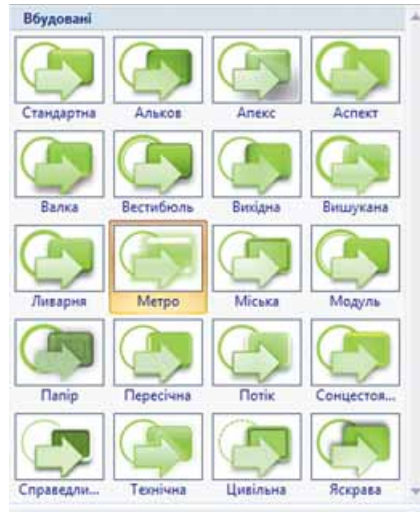 Вбудовані
Стандартна Альков Апекс Аспект
Валка Вестибюль Вихідна Вишукана
Ливарня Метро Міська Модуль
Папір Пересічна Потік Сонцестоя...
Справедли... Технічна Цивільна Яскрава